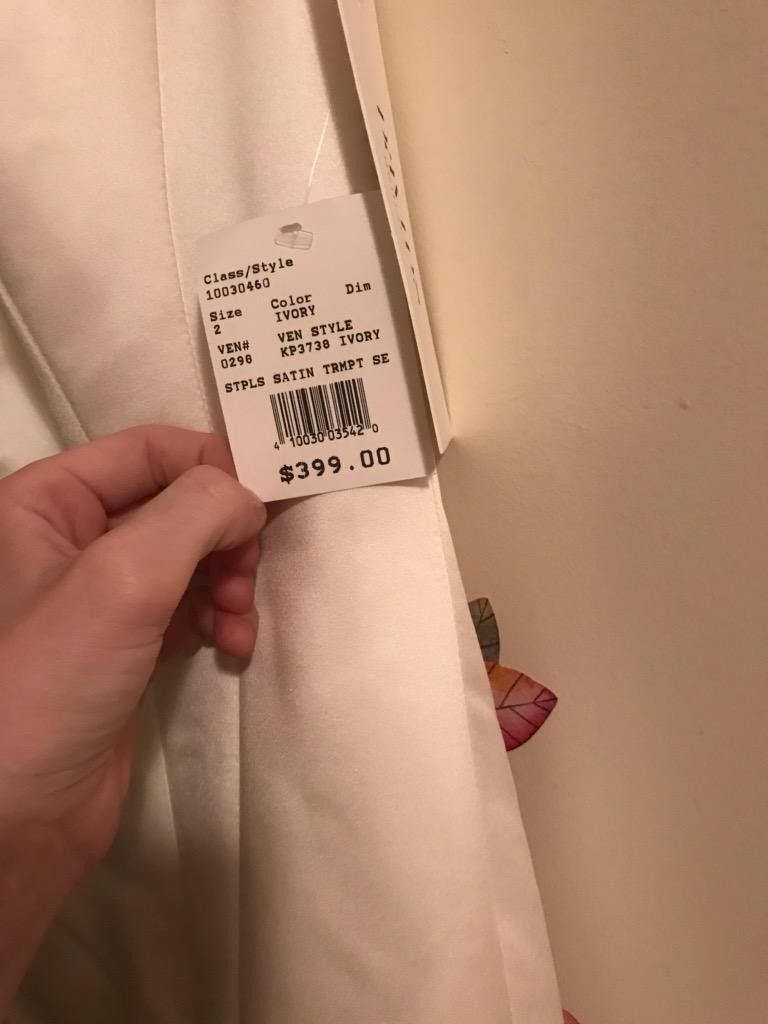 Class/Style
10030460
Size Color Dim
2 IVORY
VEN# VEN STYLE
0298 KP3738 IVORY
STPLS SATIN TRMPT SE
4 10030 03542 0
$399.00